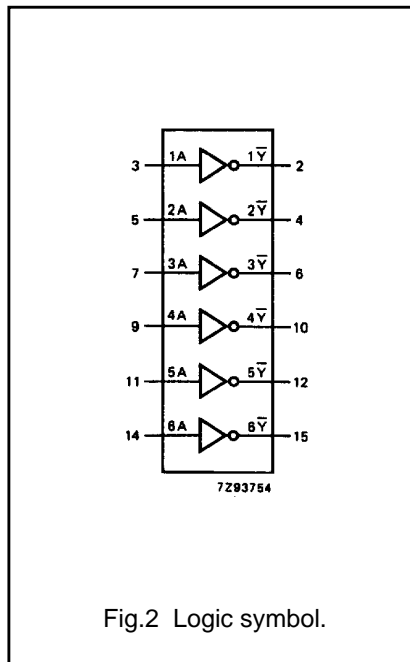 3 1A 1Y̅ 2
5 2A 2Y̅ 4
7 3A 3Y̅ 6
9 4A 4Y̅ 10
11 5A 5Y̅ 12
14 6A 6Y̅ 15
7Z93754
Fig.2 Logic symbol.